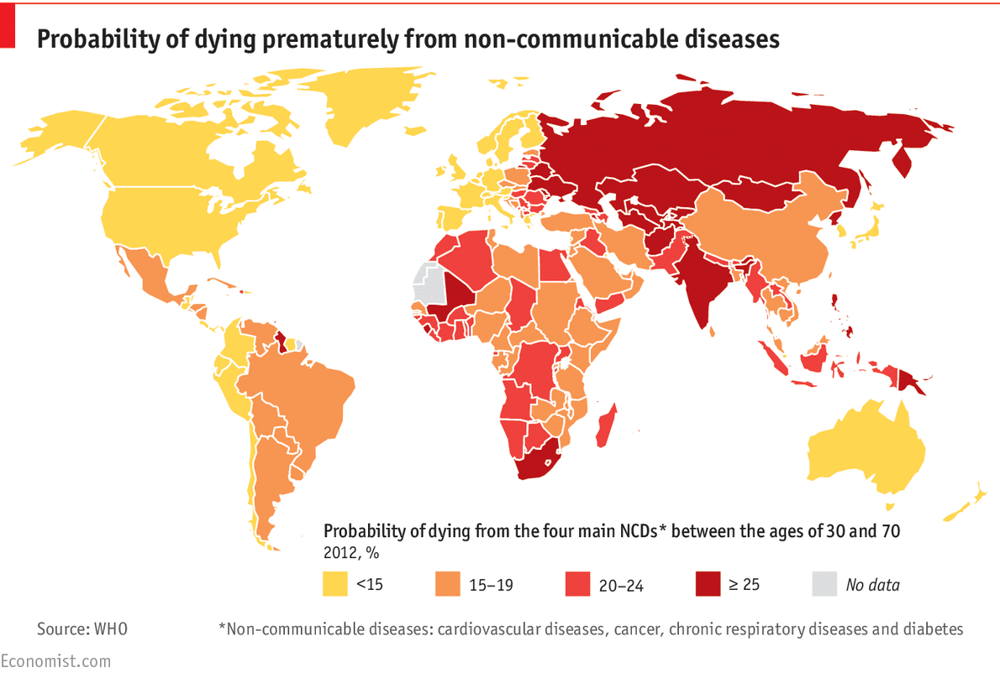 Probability of dying prematurely from non-communicable diseases
Probability of dying from the four main NCDs* between the ages of 30 and 70
2012, %
<15
15–19
20–24
≥ 25
No data
Source: WHO
*Non-communicable diseases: cardiovascular diseases, cancer, chronic respiratory diseases and diabetes
Economist.com